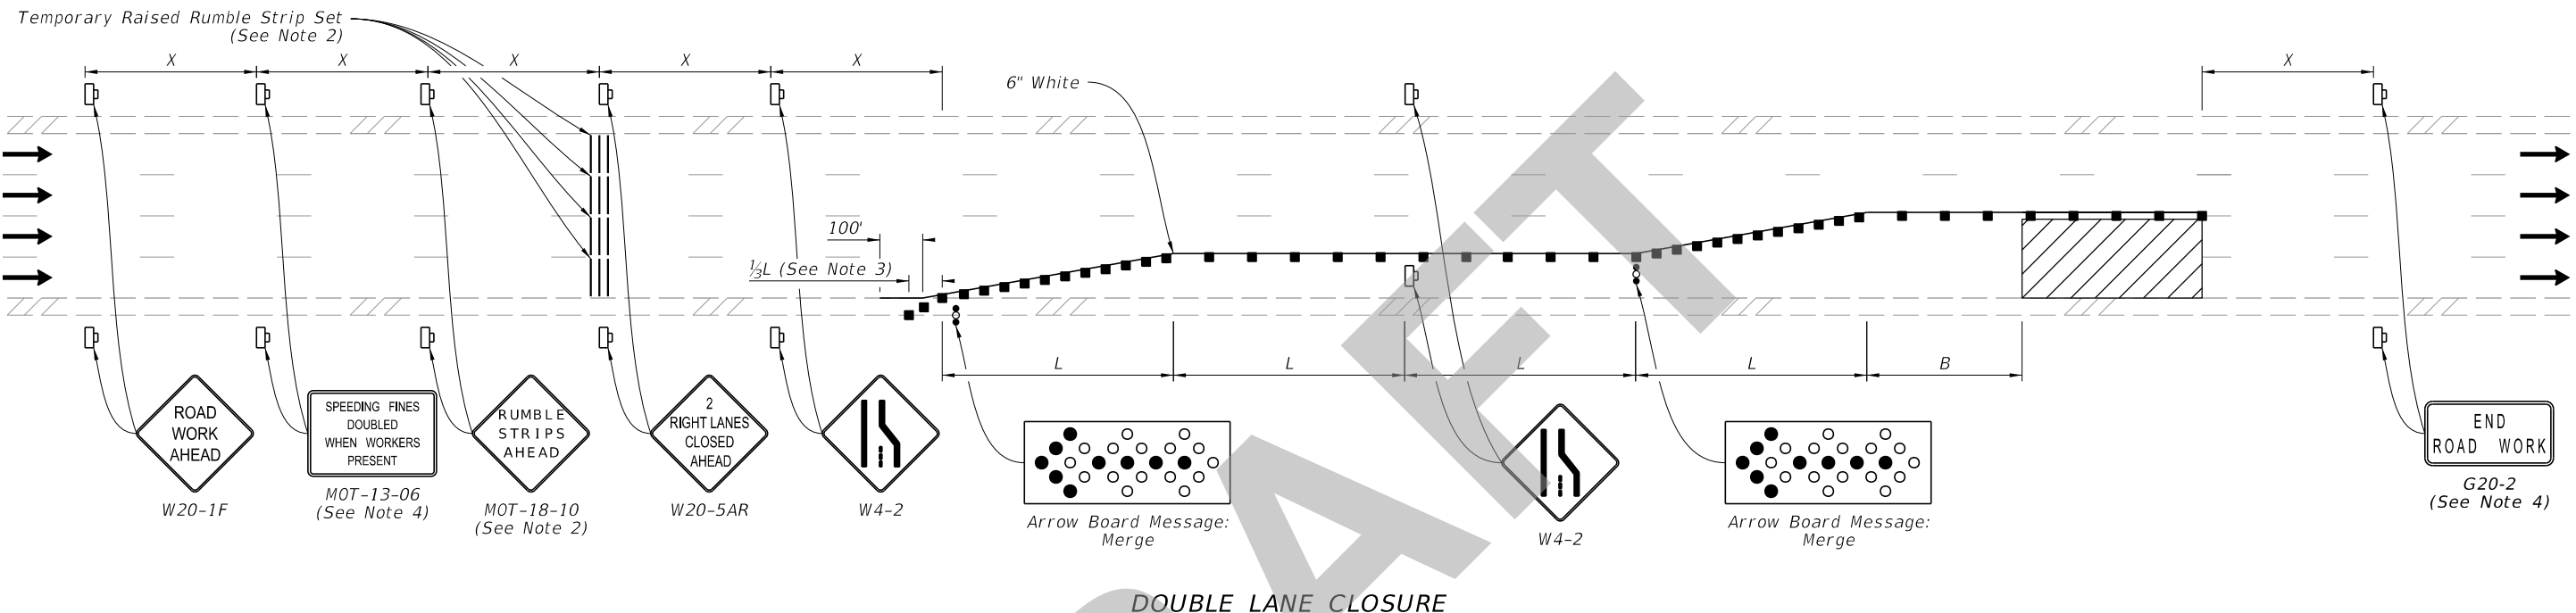 Temporary Raised Rumble Strip Set
(See Note 2)
X
X
X
X
X
X
6" White
100'
⅓L (See Note 3)
L
L
L
L
B
ROAD
WORK
AHEAD
W20-1F
SPEEDING FINES
DOUBLED
WHEN WORKERS
PRESENT
MOT-13-06
(See Note 4)
RUMBLE
STRIPS
AHEAD
MOT-18-10
(See Note 2)
2
RIGHT LANES
CLOSED
AHEAD
W20-5AR
W4-2
Arrow Board Message:
Merge
W4-2
Arrow Board Message:
Merge
END
ROAD WORK
G20-2
(See Note 4)
DOUBLE LANE CLOSURE